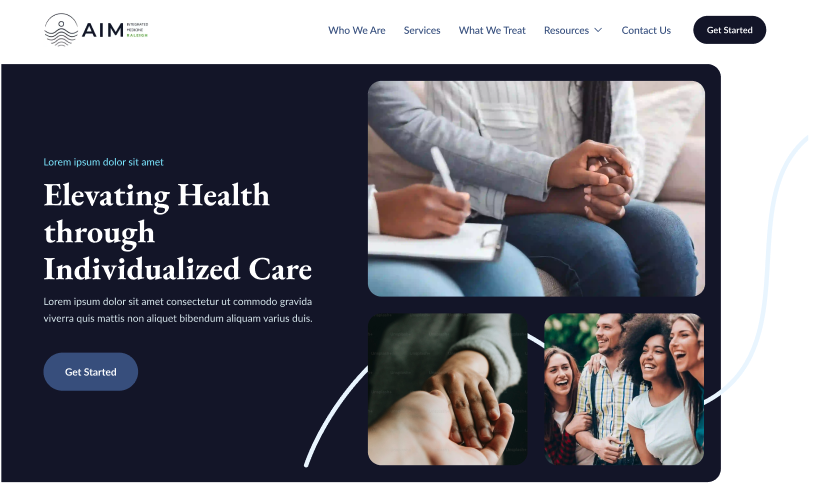 AIM
INTEGRATED
MEDICINE
RALEIGH
Who We Are
Services
What We Treat
Resources
Contact Us
Get Started
Lorem ipsum dolor sit amet
Elevating Health
through
Individualized Care
Lorem ipsum dolor sit amet consectetur ut commodo gravida
viverra quis mattis non aliquet bibendum aliquam varius duis.
Get Started